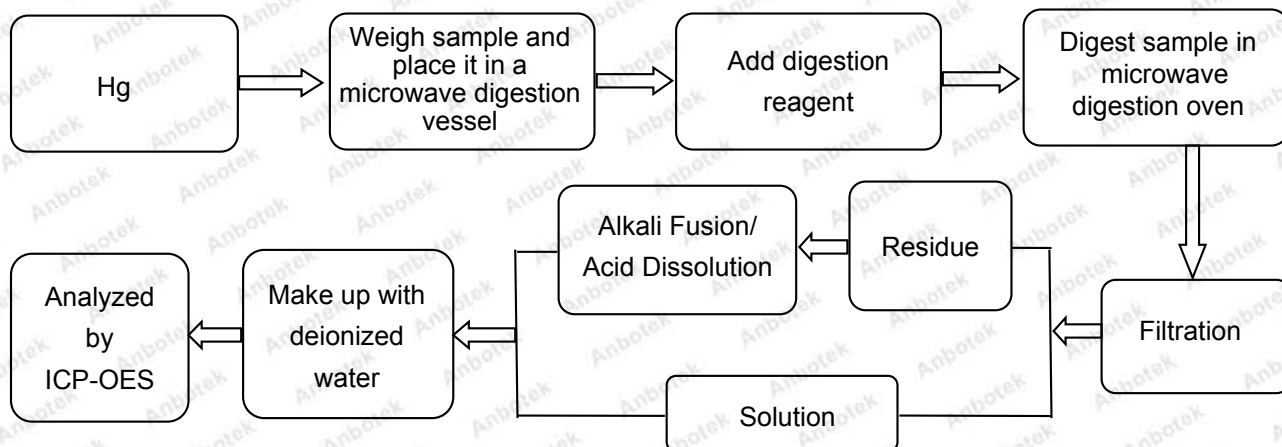 Hg
Weigh sample and
place it in a
microwave digestion
vessel
Add digestion
reagent
Digest sample in
microwave
digestion oven
Filtration
Residue
Alkali Fusion/
Acid Dissolution
Solution
Make up with
deionized
water
Analyzed
by
ICP-OES
Anbotek